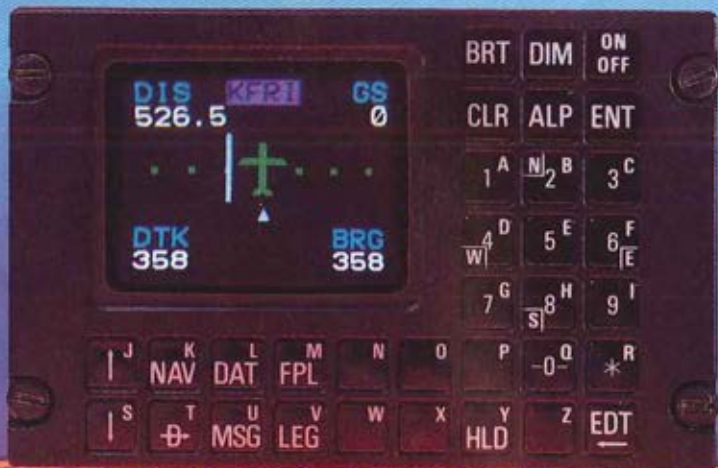 BRT DIM ON OFF
DIS KFRI GS
526.5 0
CLR ALP ENT
1 A N 2 B 3 C
DTK BRG
358 358
W 4 D 5 E 6 F E
7 G S 8 H 9 I
↑ J NAV K DAT L FPL M N O P -0- Q * R
↓ S D T MSG U LEG V W X HLD Y Z EDT ←